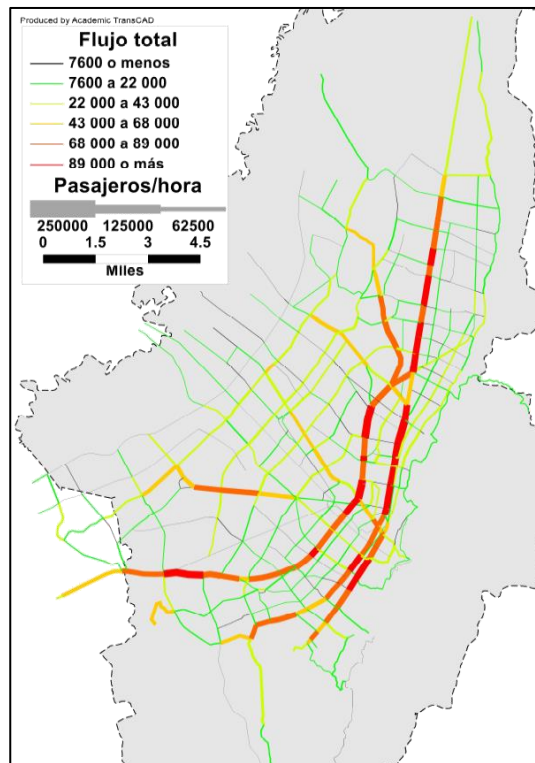 Produced by Academic TransCAD
Flujo total
7600 o menos
7600 a 22 000
22 000 a 43 000
43 000 a 68 000
68 000 a 89 000
89 000 o más
Pasajeros/hora
250000 125000 62500
0 1.5 3 4.5
Miles